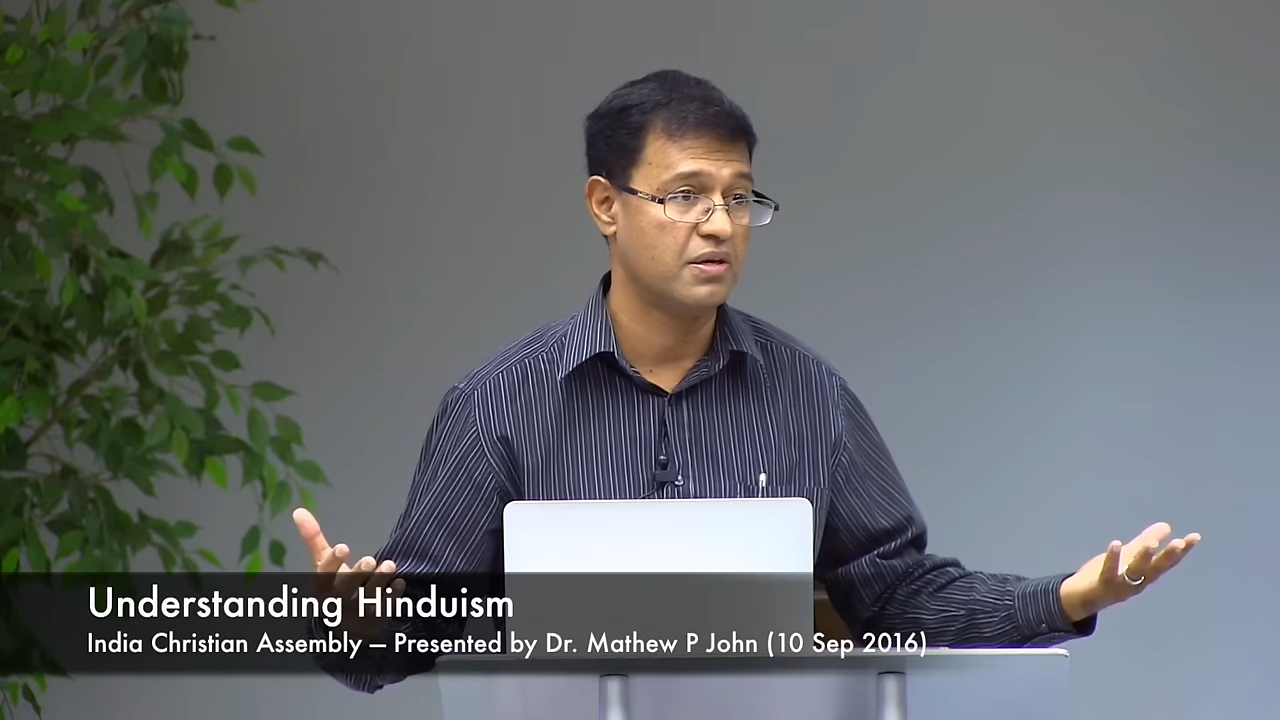 Understanding Hinduism
India Christian Assembly – Presented by Dr. Mathew P John (10 Sep 2016)